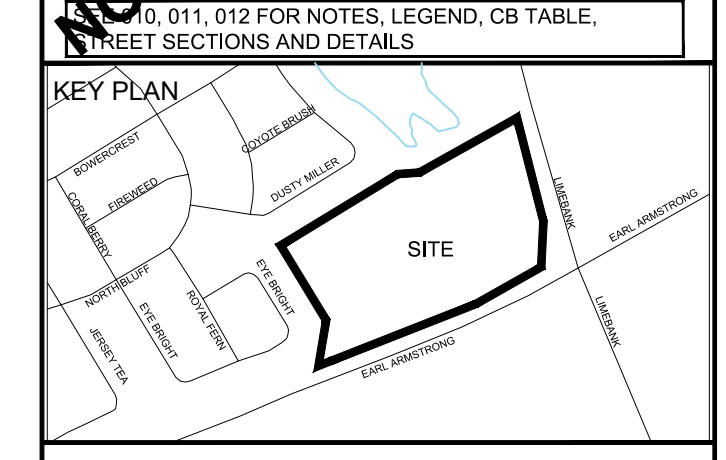 SEE 010, 011, 012 FOR NOTES, LEGEND, CB TABLE,
STREET SECTIONS AND DETAILS
KEY PLAN
COYOTE BRUSH
BOWERCREST
DUSTY MILLER
FIREWEED
LIMEBANK
CORAL BERRY
EARL ARMSTRONG
SITE
NORTH BLUFF
EYE BRIGHT
EYE BRIGHT
ROYAL FERN
LIMEBANK
JERSEY TEA
EARL ARMSTRONG